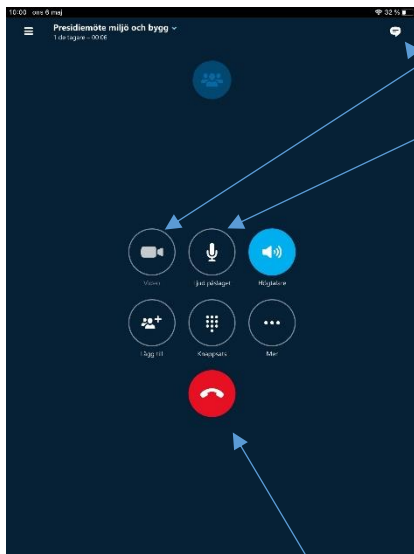 10:00 ons 6 maj
32 %
Presidiemöte miljö och bygg
1 deltagare – 00:06
Video
Ljud påslaget
Högtalare
Lägg till
Knappsats
Mer